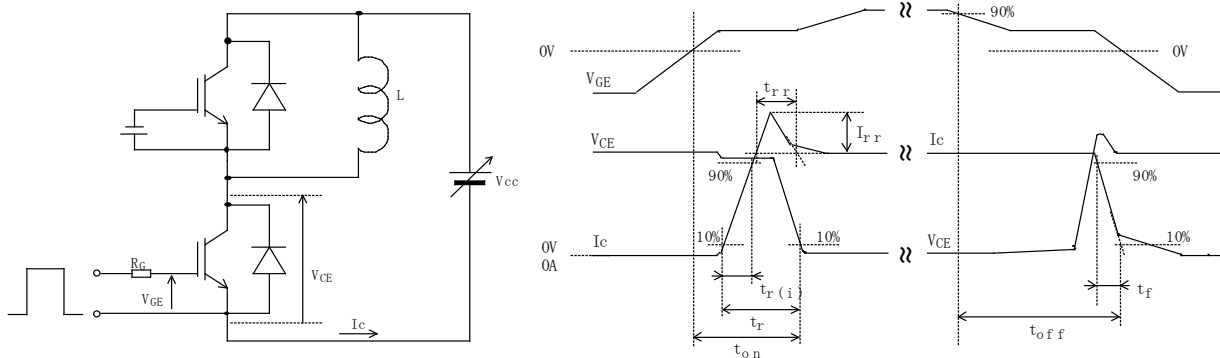 L
Vcc
RG
VGE
VCE
Ic
0V
VGE
90%
0V
trr
Irr
VCE
Ic
90%
90%
0V
0A
Ic
10%
10%
VCE
10%
tr(i)
tr
ton
tf
toff